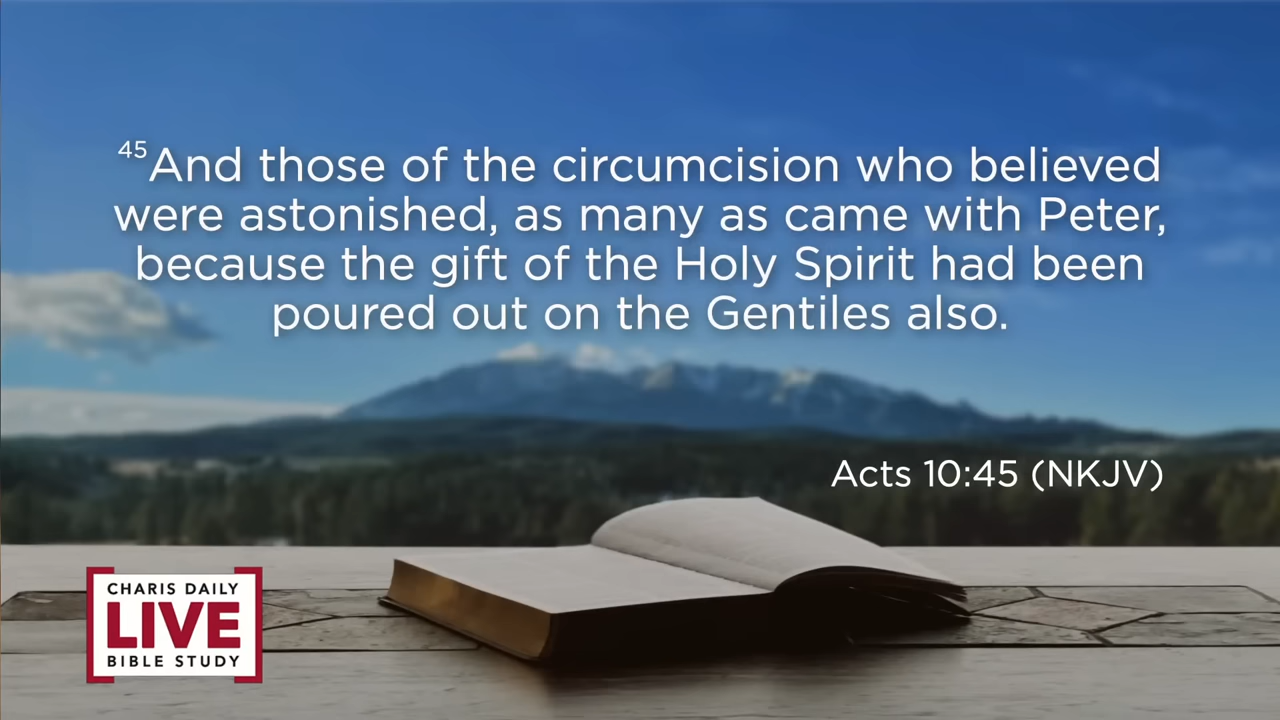 45And those of the circumcision who believed
were astonished, as many as came with Peter,
because the gift of the Holy Spirit had been
poured out on the Gentiles also.
Acts 10:45 (NKJV)
CHARIS DAILY
LIVE
BIBLE STUDY